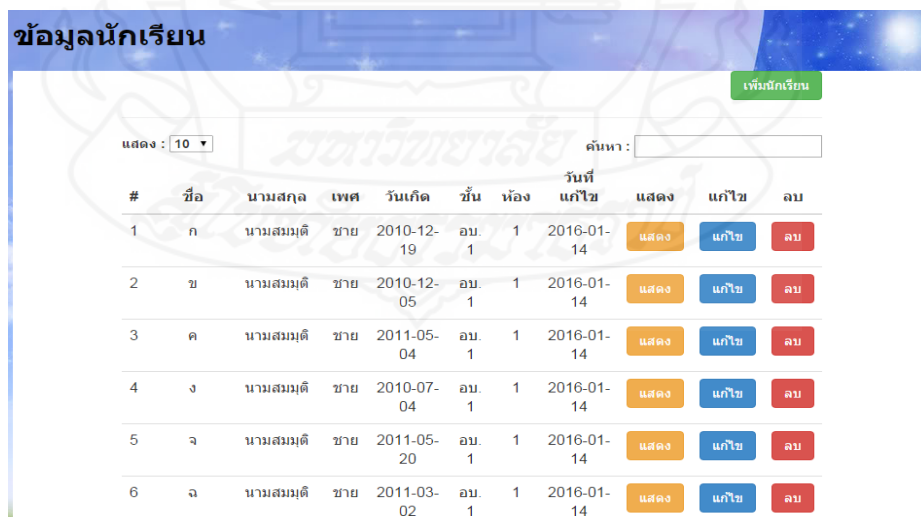 ข้อมูลนักเรียน
เพิ่มนักเรียน
แสดง : 10 ค้นหา :
# ชื่อ นามสกุล เพศ วันเกิด ชั้น ห้อง วันที่ แสดง แก้ไข ลบ
แก้ไข
1 ก นามสมมุติ ชาย 2010-12- อบ. 1 2016-01- แสดง แก้ไข ลบ
19 1 14
2 ข นามสมมุติ ชาย 2010-12- อบ. 1 2016-01- แสดง แก้ไข ลบ
05 1 14
3 ค นามสมมุติ ชาย 2011-05- อบ. 1 2016-01- แสดง แก้ไข ลบ
04 1 14
4 ง นามสมมุติ ชาย 2010-07- อบ. 1 2016-01- แสดง แก้ไข ลบ
04 1 14
5 จ นามสมมุติ ชาย 2011-05- อบ. 1 2016-01- แสดง แก้ไข ลบ
20 1 14
6 ฉ นามสมมุติ ชาย 2011-03- อบ. 1 2016-01- แสดง แก้ไข ลบ
02 1 14